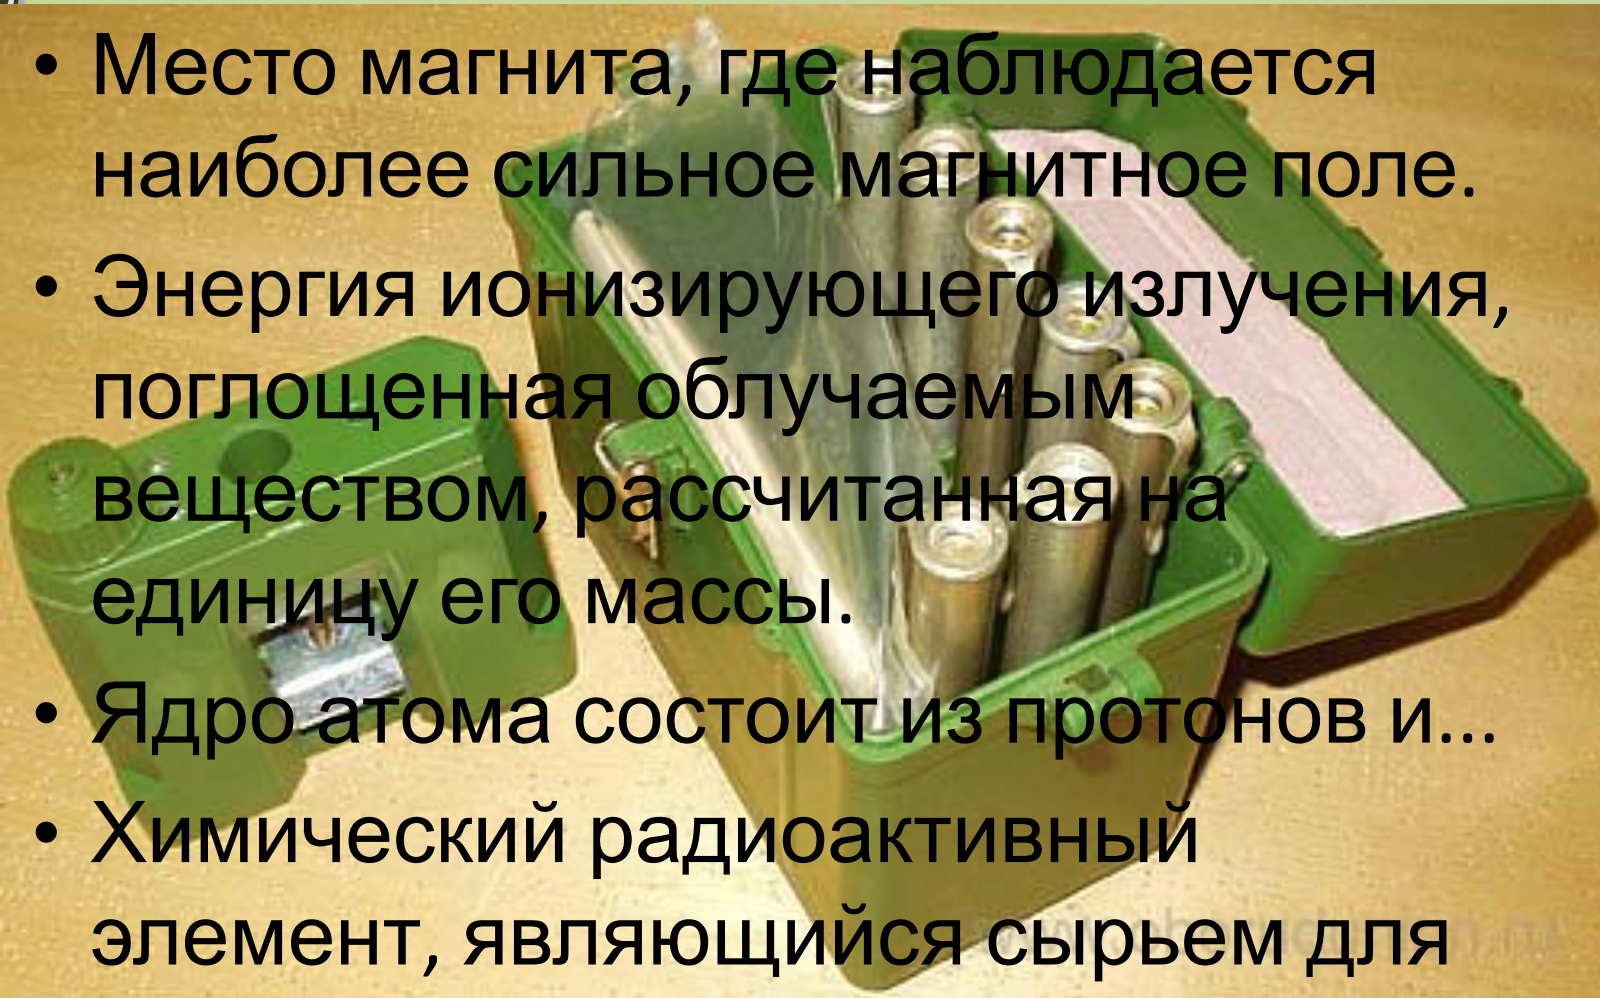 • Место магнита, где наблюдается
наиболее сильное магнитное поле.
• Энергия ионизирующего излучения,
поглощенная облучаемым
веществом, рассчитанная на
единицу его массы.
• Ядро атома состоит из протонов и...
• Химический радиоактивный
элемент, являющийся сырьем для